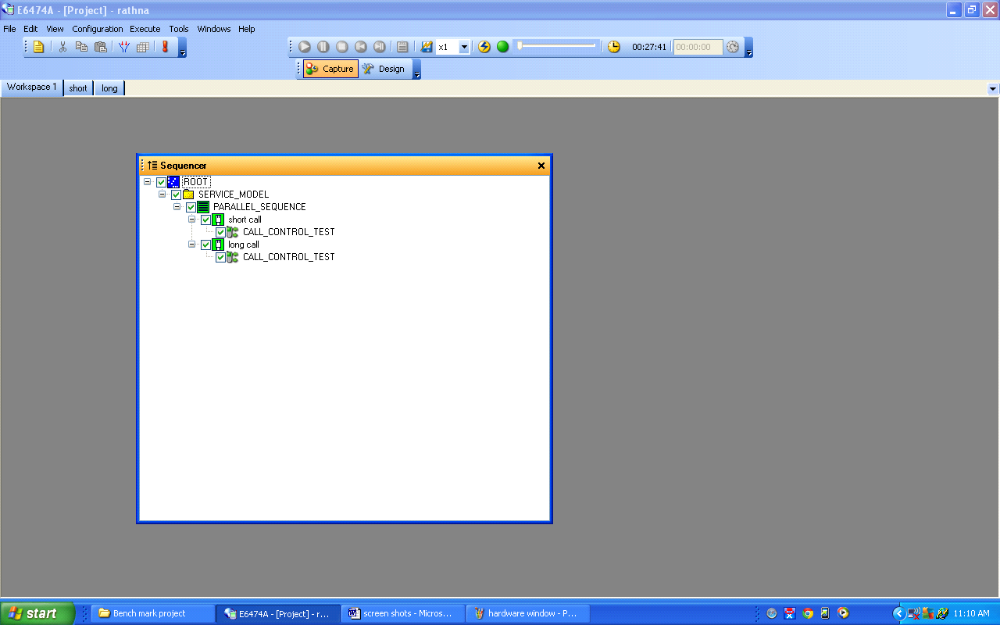 E6474A - [Project] - rathna
File Edit View Configuration Execute Tools Windows Help
x1 00:27:41 00:00:00
Capture Design
Workspace 1 short long
Sequencer
ROOT
SERVICE_MODEL
PARALLEL_SEQUENCE
short call
CALL_CONTROL_TEST
long call
CALL_CONTROL_TEST
start Bench mark project E6474A - [Project] - r... screen shots - Micros... hardware window - P... 11:10 AM